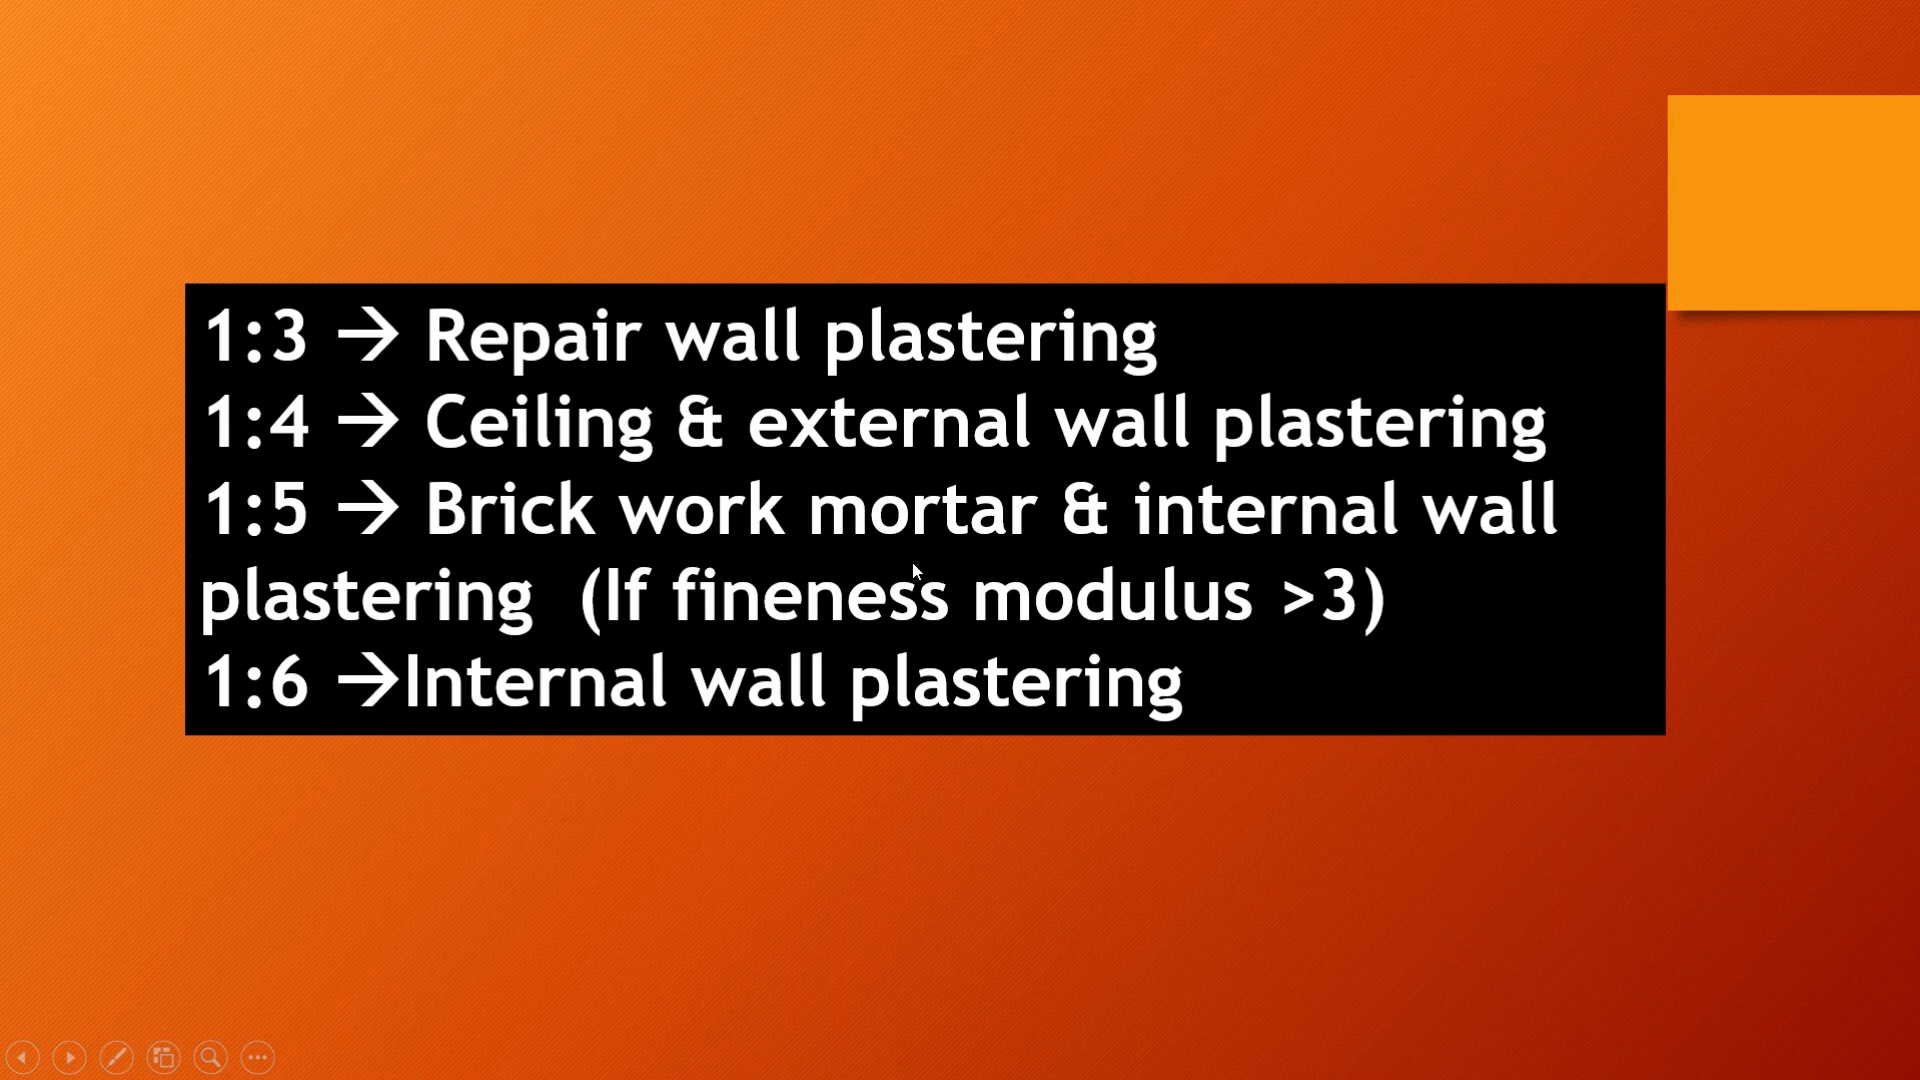 1:3 → Repair wall plastering
1:4 → Ceiling & external wall plastering
1:5 → Brick work mortar & internal wall
plastering  (If fineness modulus >3)
1:6 →Internal wall plastering